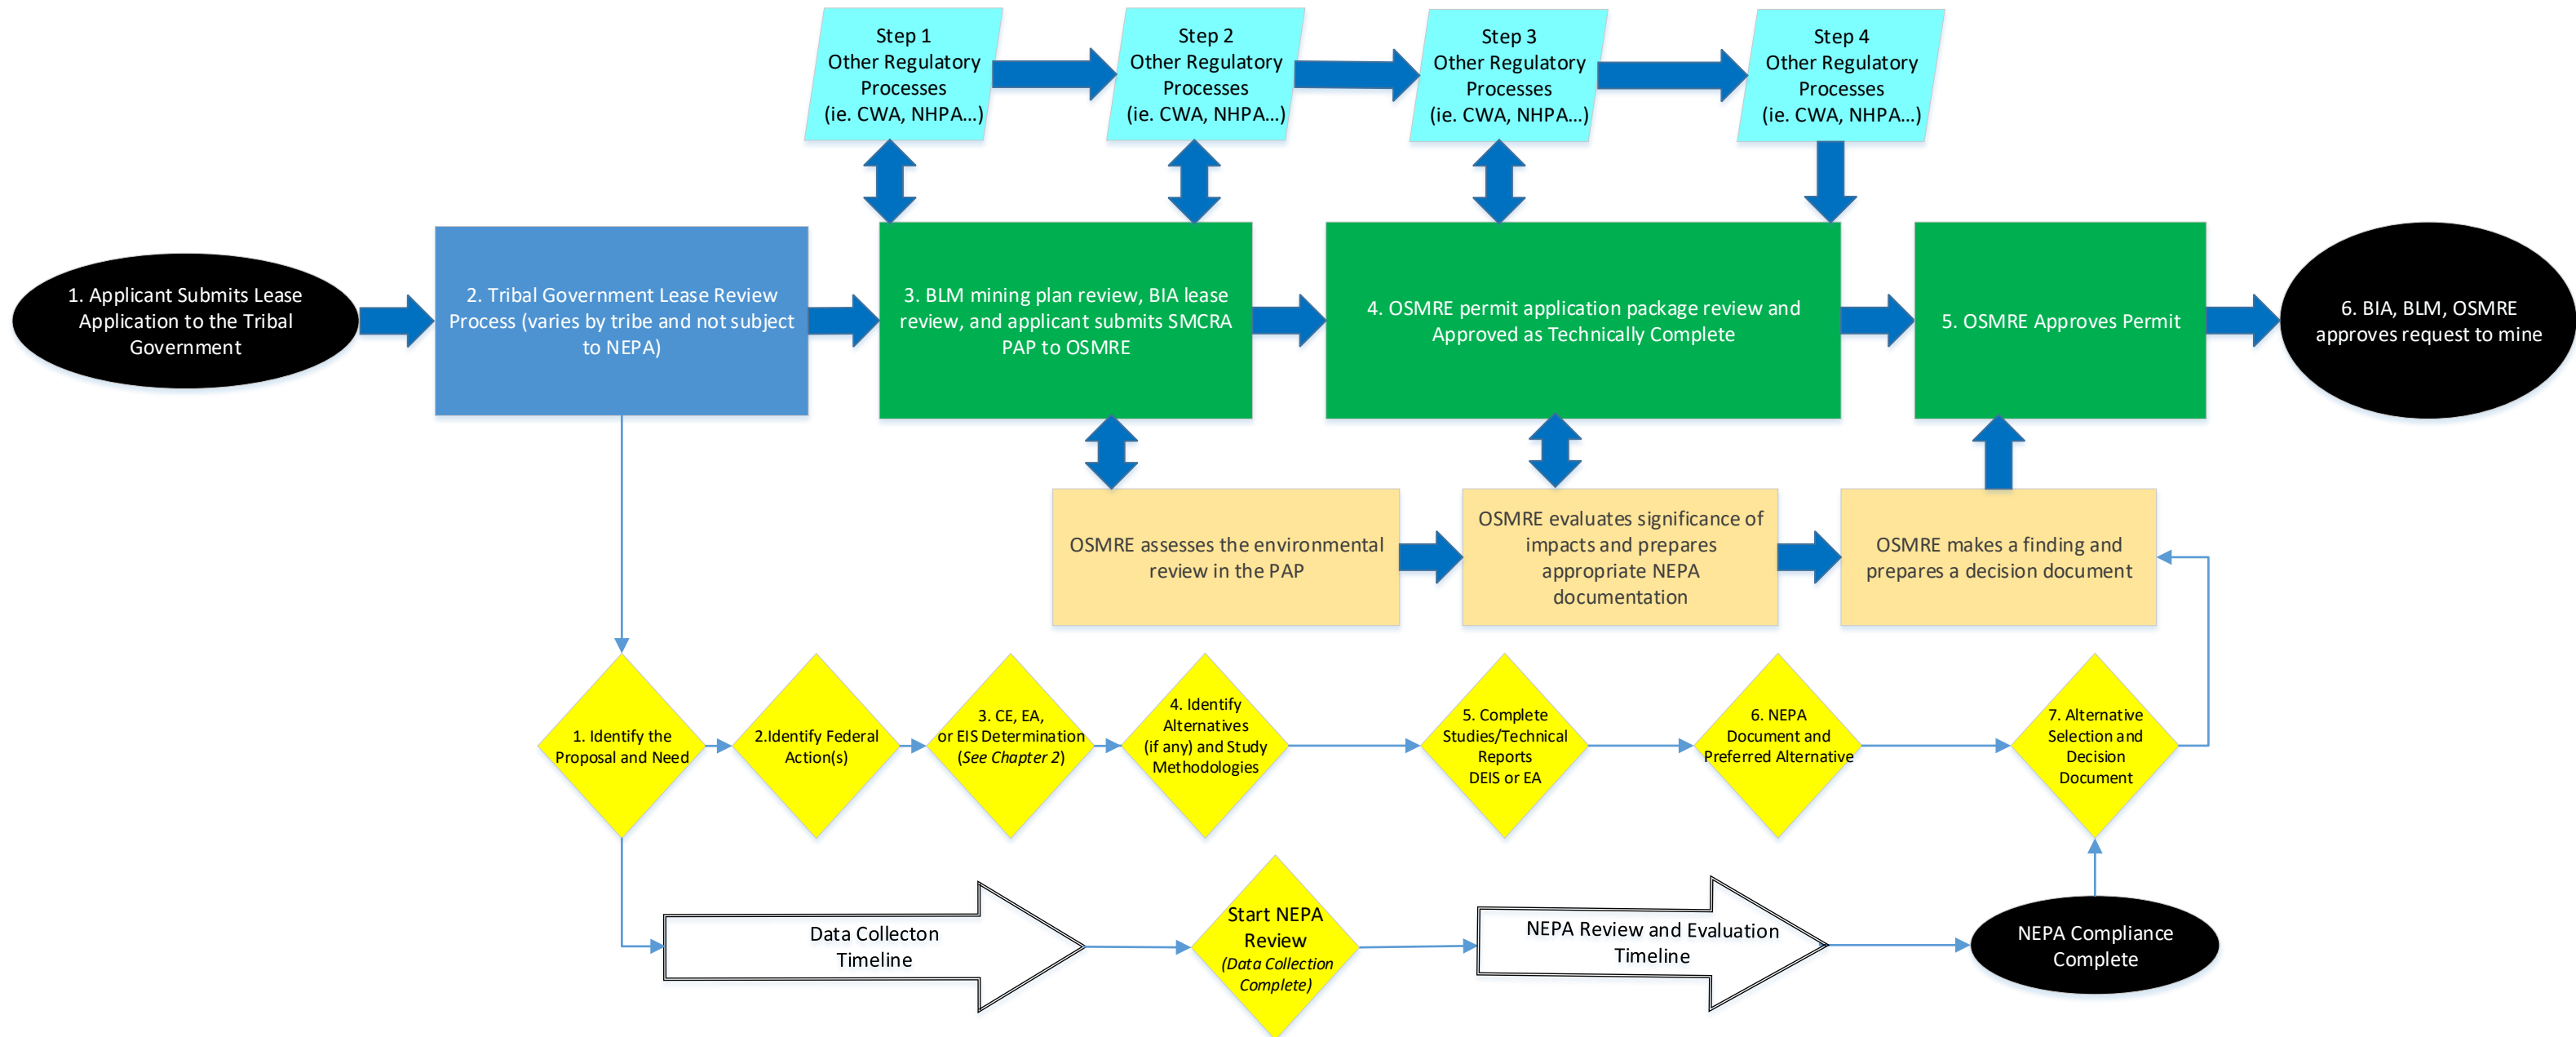 Step 1
Other Regulatory
Processes
(ie. CWA, NHPA...)
Step 2
Other Regulatory
Processes
(ie. CWA, NHPA...)
Step 3
Other Regulatory
Processes
(ie. CWA, NHPA...)
Step 4
Other Regulatory
Processes
(ie. CWA, NHPA...)
1. Applicant Submits Lease
Application to the Tribal
Government
2. Tribal Government Lease Review
Process (varies by tribe and not subject
to NEPA)
3. BLM mining plan review, BIA lease
review, and applicant submits SMCRA
PAP to OSMRE
4. OSMRE permit application package review and
Approved as Technically Complete
5. OSMRE Approves Permit
6. BIA, BLM, OSMRE
approves request to mine
OSMRE assesses the environmental
review in the PAP
OSMRE evaluates significance of
impacts and prepares
appropriate NEPA
documentation
OSMRE makes a finding and
prepares a decision document
1. Identify the
Proposal and Need
2.Identify Federal
Action(s)
3. CE, EA,
or EIS Determination
(See Chapter 2)
4. Identify
Alternatives
(if any) and Study
Methodologies
5. Complete
Studies/Technical
Reports
DEIS or EA
6. NEPA
Document and
Preferred Alternative
7. Alternative
Selection and
Decision
Document
Data Collecton
Timeline
Start NEPA
Review
(Data Collection
Complete)
NEPA Review and Evaluation
Timeline
NEPA Compliance
Complete